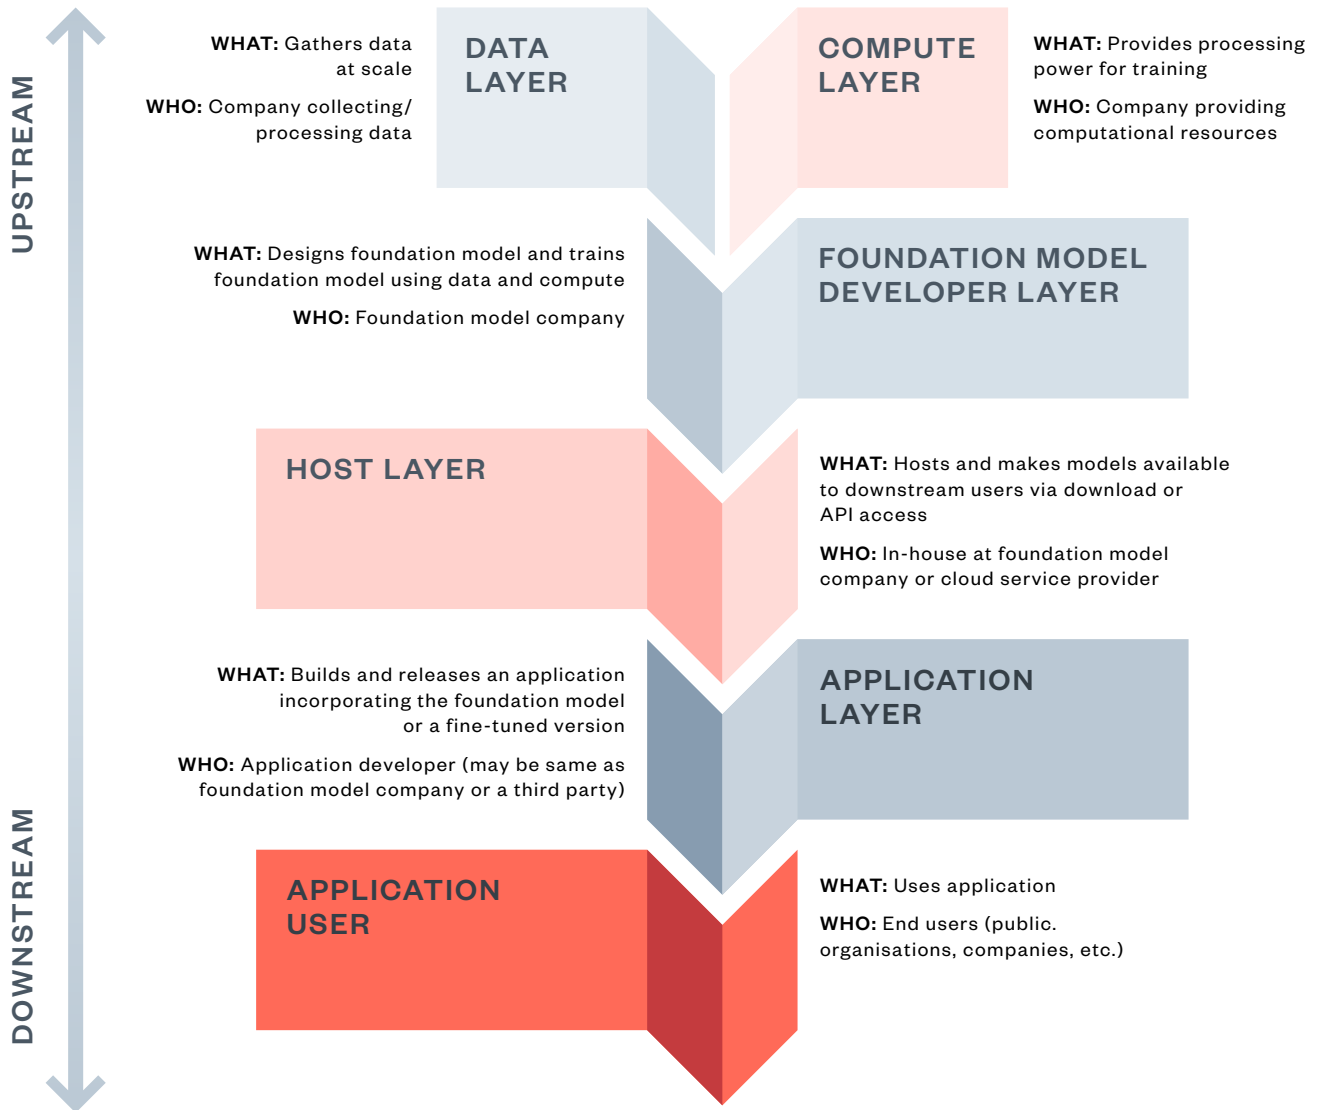 UPSTREAM
WHAT: Gathers data
at scale
WHO: Company collecting/
processing data
DATA
LAYER
COMPUTE
LAYER
WHAT: Provides processing
power for training
WHO: Company providing
computational resources
WHAT: Designs foundation model and trains
foundation model using data and compute
WHO: Foundation model company
FOUNDATION MODEL
DEVELOPER LAYER
HOST LAYER
WHAT: Hosts and makes models available
to downstream users via download or
API access
WHO: In-house at foundation model
company or cloud service provider
WHAT: Builds and releases an application
incorporating the foundation model
or a fine-tuned version
WHO: Application developer (may be same as
foundation model company or a third party)
APPLICATION
LAYER
DOWNSTREAM
APPLICATION
USER
WHAT: Uses application
WHO: End users (public.
organisations, companies, etc.)